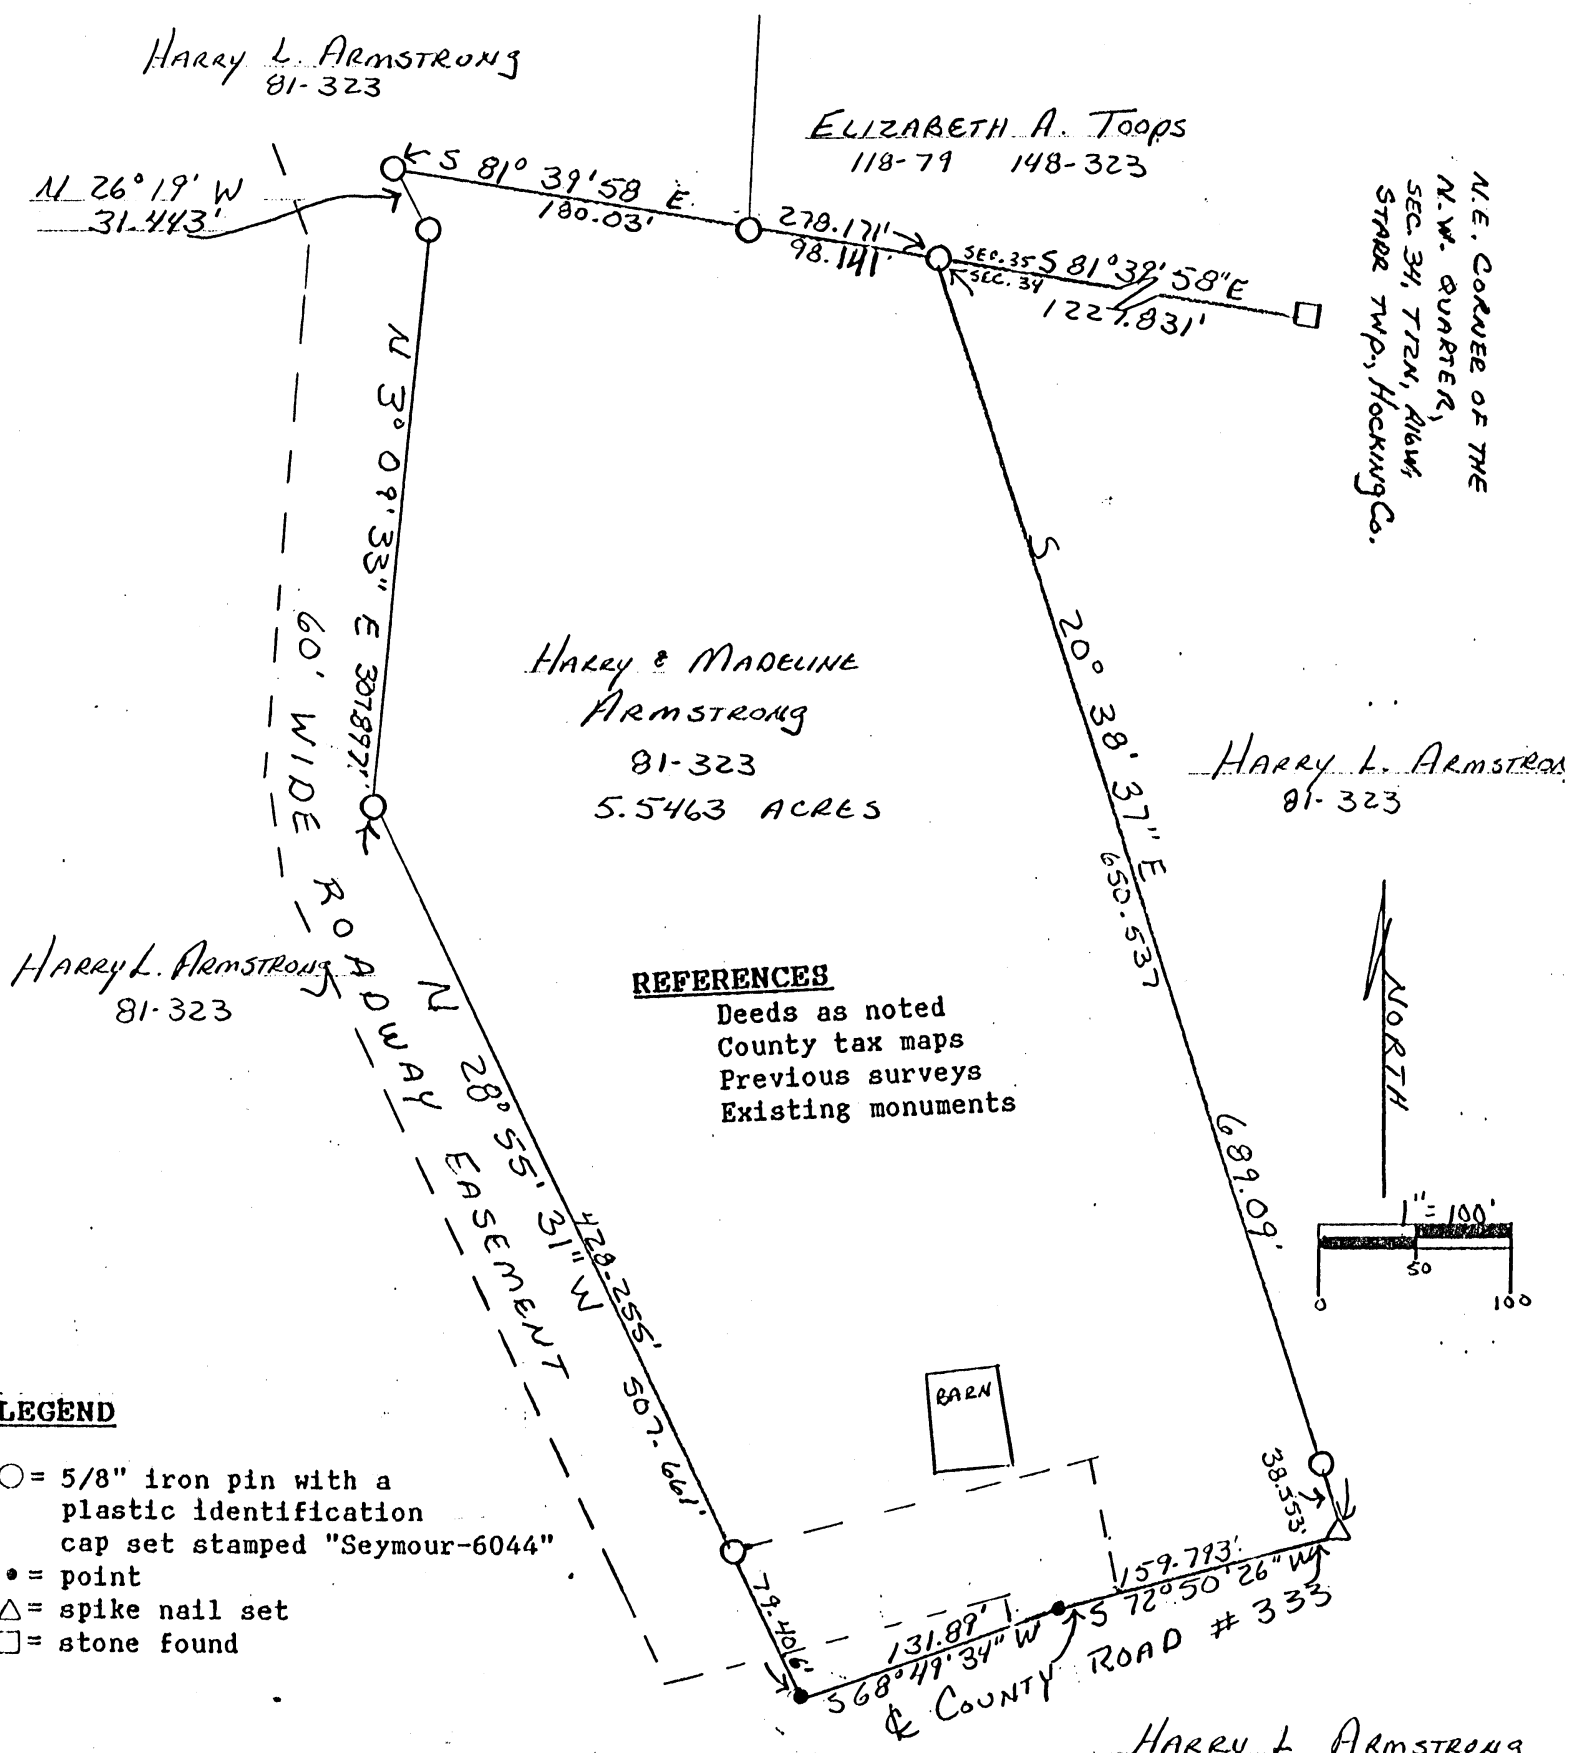 HARRY L. ARMSTRONG
81-323
ELIZABETH A. TOOPS
118-79 148-323
N 26°19' W
31.443'
S 81° 39'58 E.
180.03'
278.171'
98.141'
SEC. 35
SEC. 34
S 81°39' 58"E
1227.831'
N.E. CORNER OF THE
N.W. QUARTER,
SEC. 34, T12N, R16W,
STARR TWP., HOCKING CO.
N 3° 09' 33" E 307.897'
60' WIDE ROADWAY EASEMENT
HARRY & MADELINE
ARMSTRONG
81-323
5.5463 ACRES
S 20° 38' 37" E
650.537
689.09'
HARRY L. ARMSTRON
81-323
HARRY L. ARMSTRONG
81-323
REFERENCES
Deeds as noted
County tax maps
Previous surveys
Existing monuments
NORTH
1"= 100'
50
0 100
N 28° 55' 31" W
428.255'
507.661'
BARN
38.553'
79.406'
159.793'
S 72°50'26" W
131.89'
S 68°49'34" W
℄ COUNTY ROAD # 333
LEGEND
= 5/8" iron pin with a
plastic identification
cap set stamped "Seymour-6044"
= point
= spike nail set
= stone found
HARRY L ARMSTRONG